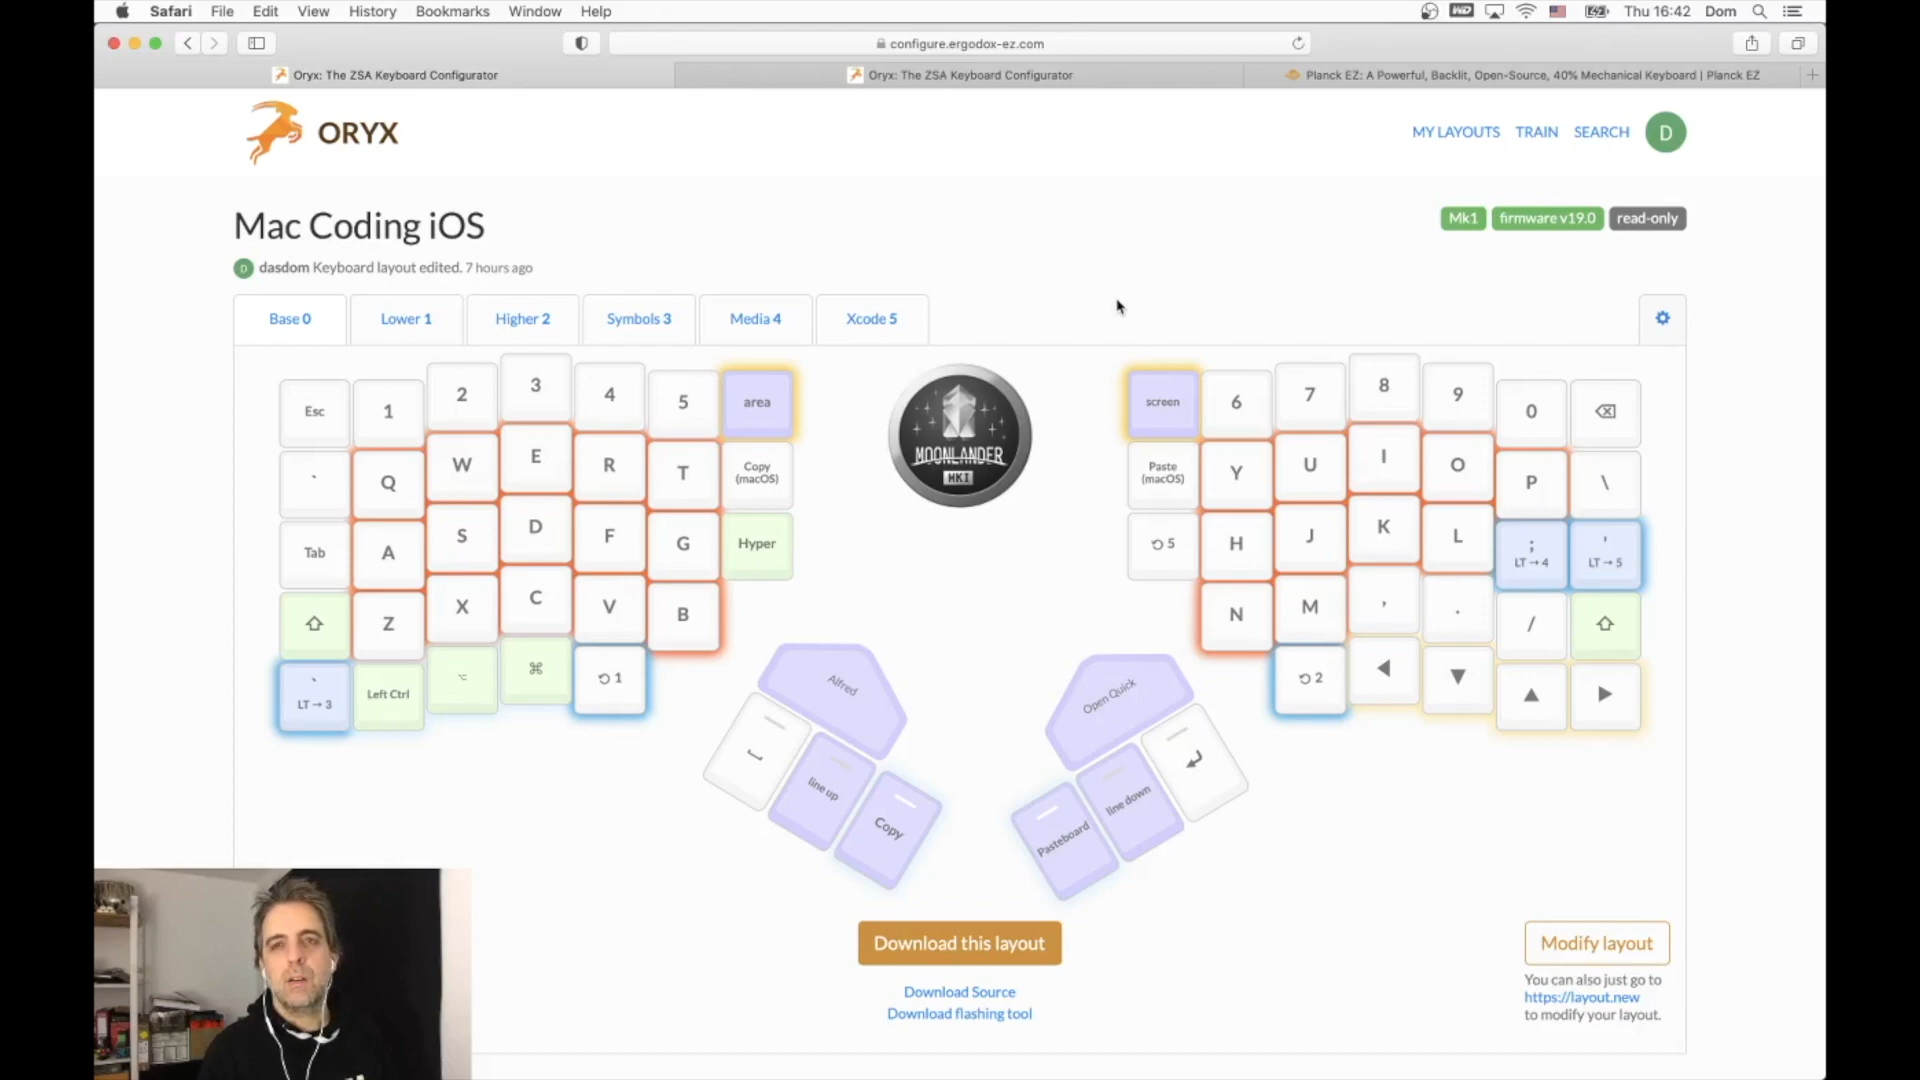 Safari File Edit View History Bookmarks Window Help
Thu 16:42 Dom
configure.ergodox-ez.com
Oryx: The ZSA Keyboard Configurator
Oryx: The ZSA Keyboard Configurator
Planck EZ: A Powerful, Backlit, Open-Source, 40% Mechanical Keyboard | Planck EZ
ORYX
MY LAYOUTS TRAIN SEARCH D
Mac Coding iOS
Mk1 firmware v19.0 read-only
D dasdom Keyboard layout edited. 7 hours ago
Base 0 Lower 1 Higher 2 Symbols 3 Media 4 Xcode 5
Esc 1 2 3 4 5 area
` Q W E R T Copy (macOS)
Tab A S D F G Hyper
Z X C V B
` LT → 3 Left Ctrl ⌥ ⌘ 1
Alfred
line up
Copy
MOONLANDER
MKI
screen 6 7 8 9 0
Paste (macOS) Y U I O P \
5 H J K L ; LT → 4 ' LT → 5
N M , . /
2
Open Quick
line down
Pasteboard
Download this layout
Download Source
Download flashing tool
Modify layout
You can also just go to
https://layout.new
to modify your layout.